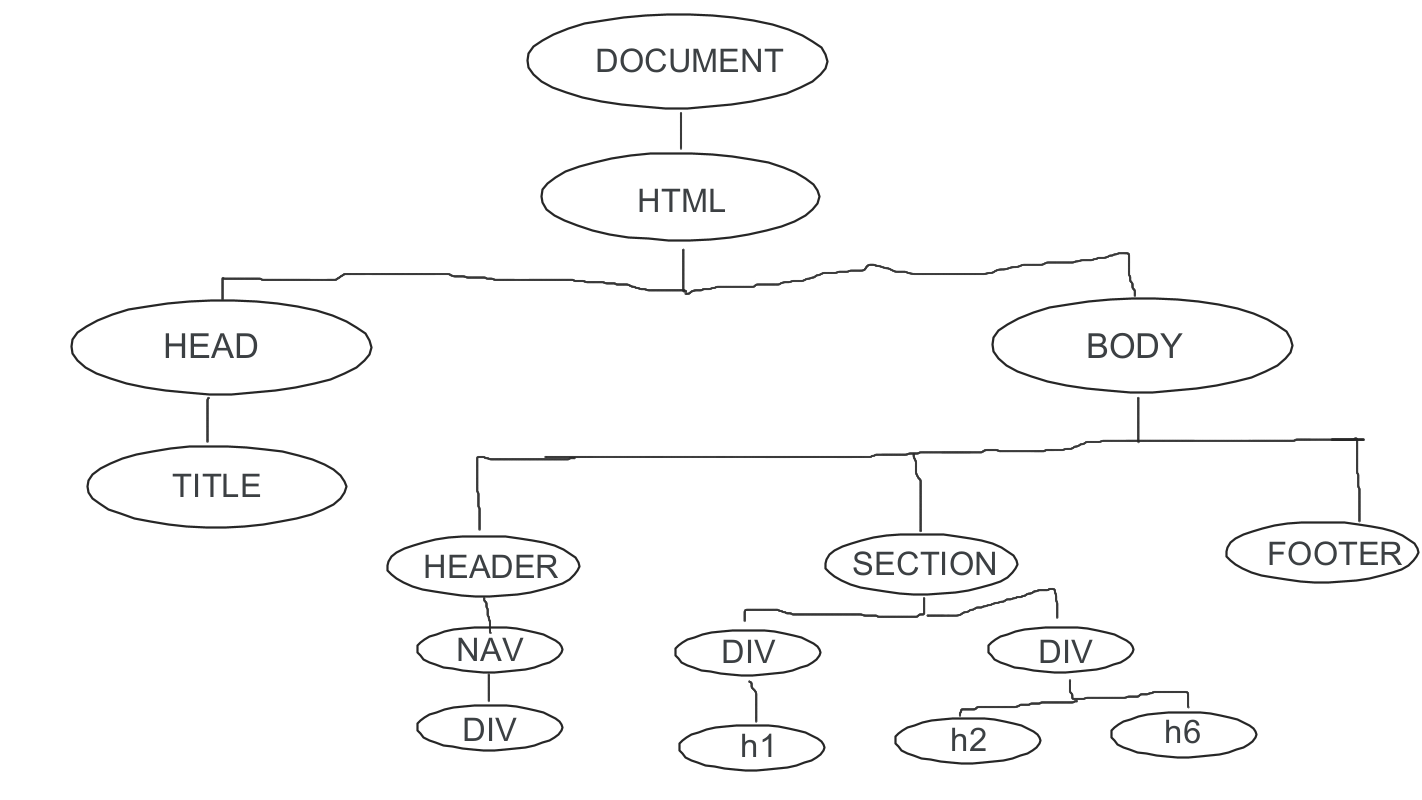 DOCUMENT
HTML
HEAD
BODY
TITLE
HEADER
SECTION
FOOTER
NAV
DIV
DIV
DIV
h1
h2
h6